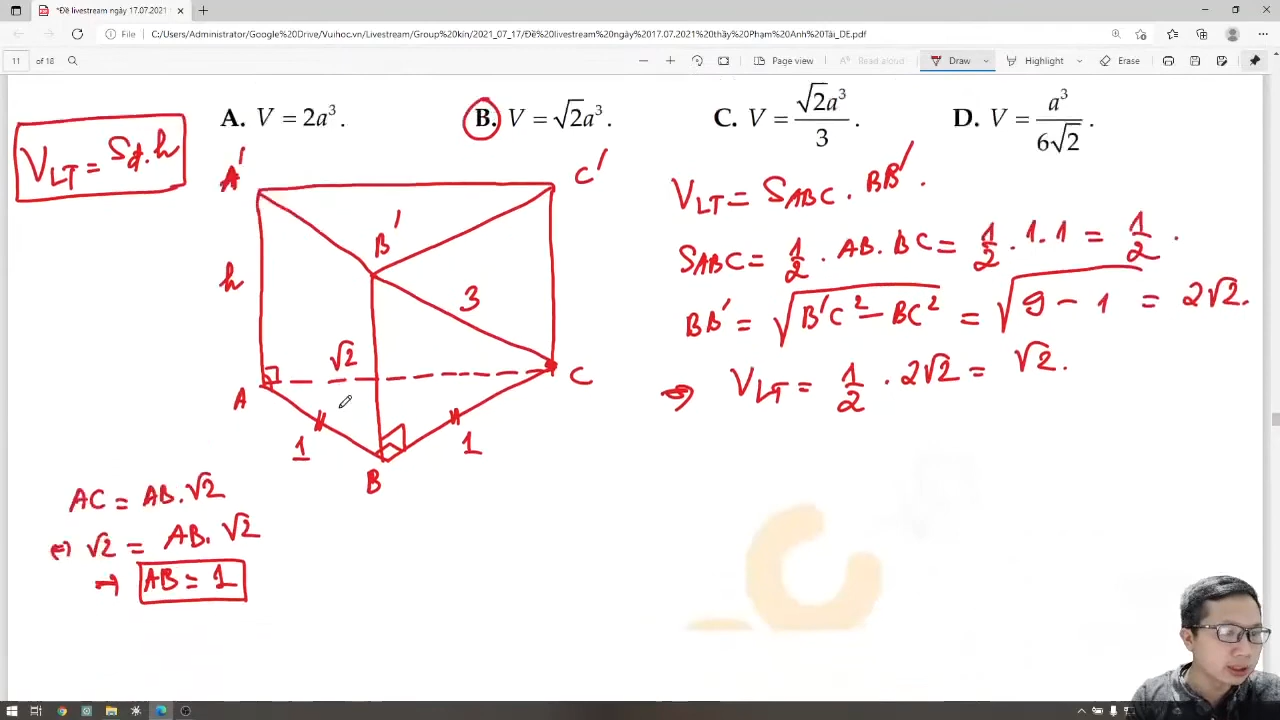 *Đề livestream ngày 17.07.2021
File
C:/Users/Administrator/Google%20Drive/Vuihoc.vn/Livestream/Group%20kín/2021_07_17/Đề%20livestream%20ngày%2017.07.2021%20thầy%20Phạm%20Anh%20Tài_DE.pdf
11 of 18
Page view
Read aloud
Draw
Highlight
Erase
A. V = 2a³.
B. V = √2a³.
C. V = √2a³/3.
D. V = a³/6√2.
V_LT = Sđ.h
A'
C'
B'
h
3
√2
A
C
1
1
B
AC = AB.√2
⇔ √2 = AB.√2
⇒ AB = 1
V_LT = S_ABC . BB'.
S_ABC = 1/2 . AB.BC = 1/2 .1.1 = 1/2.
BB' = √(B'C² − BC²) = √(9 − 1) = 2√2.
⇒ V_LT = 1/2 . 2√2 = √2.